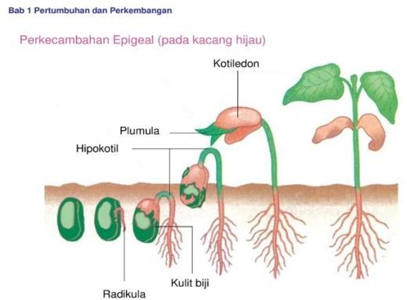 Bab 1 Pertumbuhan dan Perkembangan
Perkecambahan Epigeal (pada kacang hijau)
Kotiledon
Plumula
Hipokotil
Kulit biji
Radikula